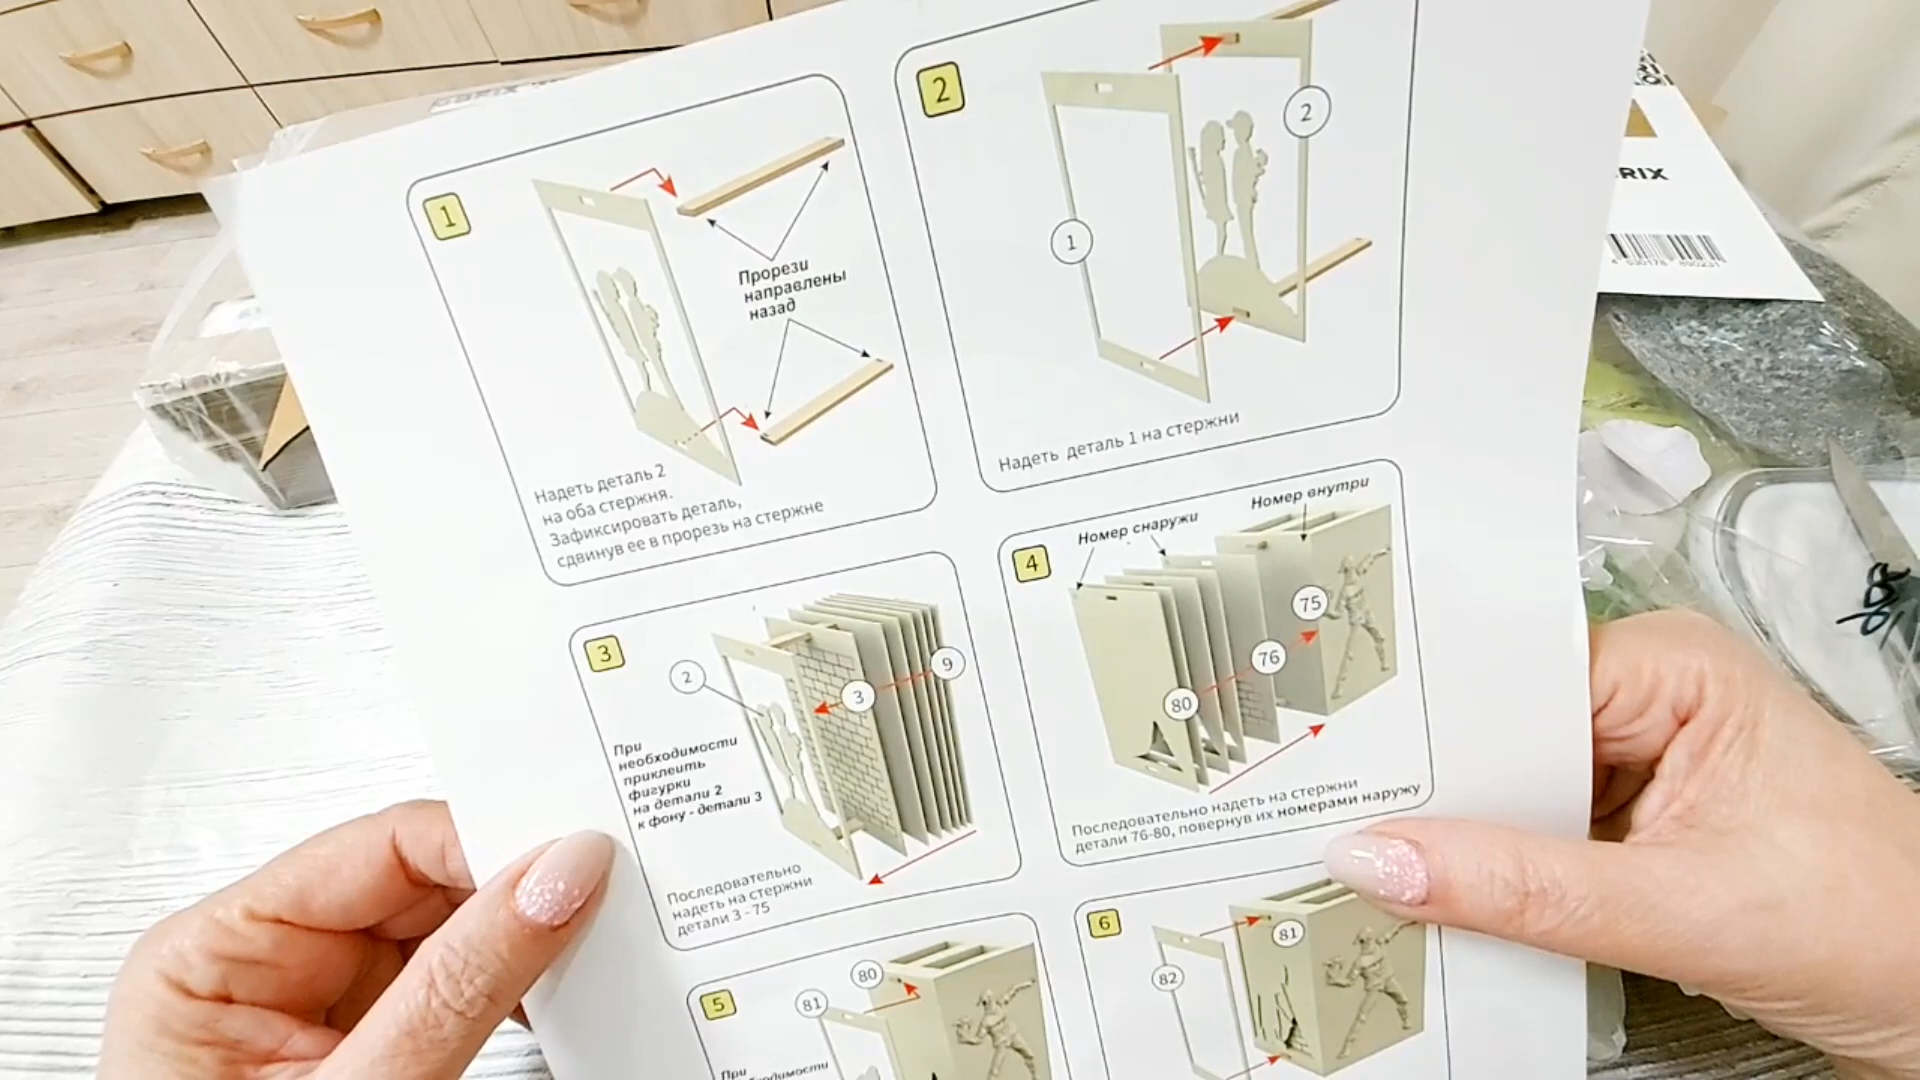 1
Прорези
направлены
назад
Надеть деталь 2
на оба стержня.
Зафиксировать деталь,
сдвинув ее в прорезь на стержне
2
1
2
Надеть деталь 1 на стержни
3
2
3
9
При
необходимости
приклеить
фигурки
на детали 2
к фону - детали 3
Последовательно
надеть на стержни
детали 3 - 75
4
Номер снаружи
Номер внутри
75
76
80
Последовательно надеть на стержни
детали 76-80, повернув их номерами наружу
5
80
81
При
6
81
82
RIX